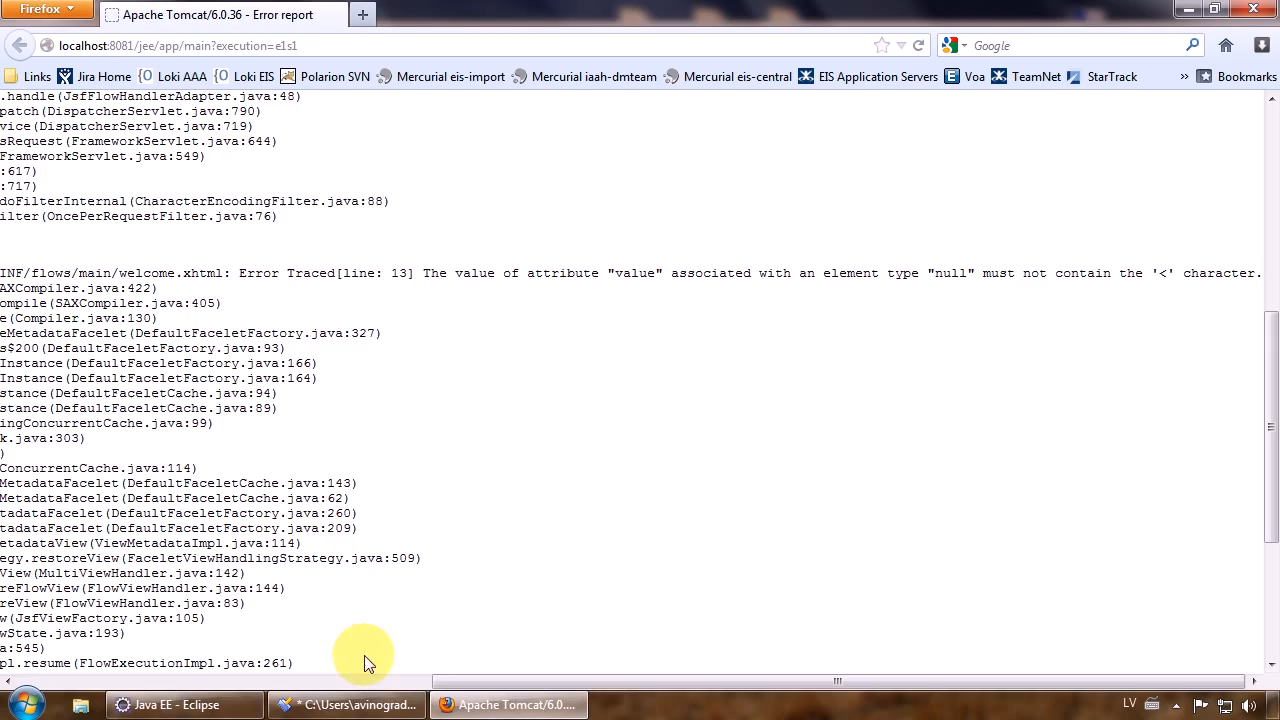 Firefox
Apache Tomcat/6.0.36 - Error report
localhost:8081/jee/app/main?execution=e1s1
Google
Links Jira Home Loki AAA Loki EIS Polarion SVN Mercurial eis-import Mercurial iaah-dmteam Mercurial eis-central EIS Application Servers Voa TeamNet StarTrack » Bookmarks
.handle(JsfFlowHandlerAdapter.java:48)
patch(DispatcherServlet.java:790)
vice(DispatcherServlet.java:719)
sRequest(FrameworkServlet.java:644)
FrameworkServlet.java:549)
:617)
:717)
doFilterInternal(CharacterEncodingFilter.java:88)
ilter(OncePerRequestFilter.java:76)
INF/flows/main/welcome.xhtml: Error Traced[line: 13] The value of attribute "value" associated with an element type "null" must not contain the '<' character.
AXCompiler.java:422)
ompile(SAXCompiler.java:405)
e(Compiler.java:130)
eMetadataFacelet(DefaultFaceletFactory.java:327)
s$200(DefaultFaceletFactory.java:93)
Instance(DefaultFaceletFactory.java:166)
Instance(DefaultFaceletFactory.java:164)
stance(DefaultFaceletCache.java:94)
stance(DefaultFaceletCache.java:89)
ingConcurrentCache.java:99)
k.java:303)
)
ConcurrentCache.java:114)
MetadataFacelet(DefaultFaceletCache.java:143)
MetadataFacelet(DefaultFaceletCache.java:62)
tadataFacelet(DefaultFaceletFactory.java:260)
tadataFacelet(DefaultFaceletFactory.java:209)
etadataView(ViewMetadataImpl.java:114)
egy.restoreView(FaceletViewHandlingStrategy.java:509)
View(MultiViewHandler.java:142)
reFlowView(FlowViewHandler.java:144)
reView(FlowViewHandler.java:83)
w(JsfViewFactory.java:105)
wState.java:193)
a:545)
pl.resume(FlowExecutionImpl.java:261)
Java EE - Eclipse
* C:\Users\avinograd...
Apache Tomcat/6.0....
LV